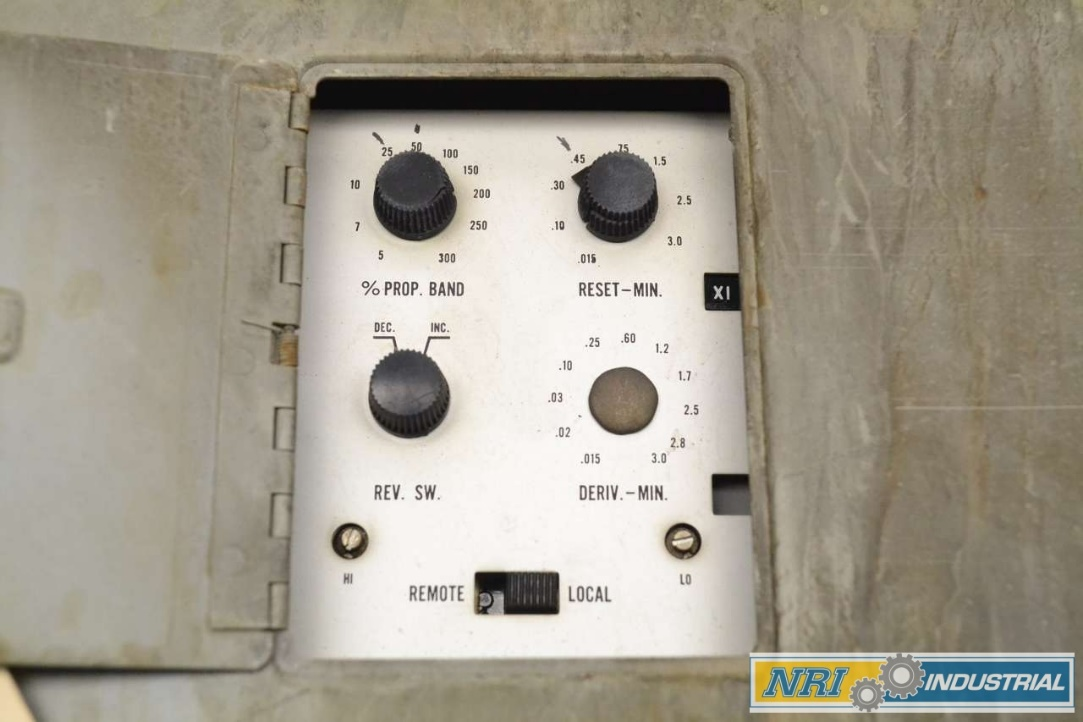 25 50 100
10 150
200
7 250
5 300
% PROP. BAND
.45 .75 1.5
.30 2.5
.10 3.0
.015
RESET-MIN.
X1
DEC. INC.
REV. SW.
.25 .60 1.2
.10 1.7
.03 2.5
.02 2.8
.015 3.0
DERIV.-MIN.
HI
LO
REMOTE LOCAL
NRI INDUSTRIAL